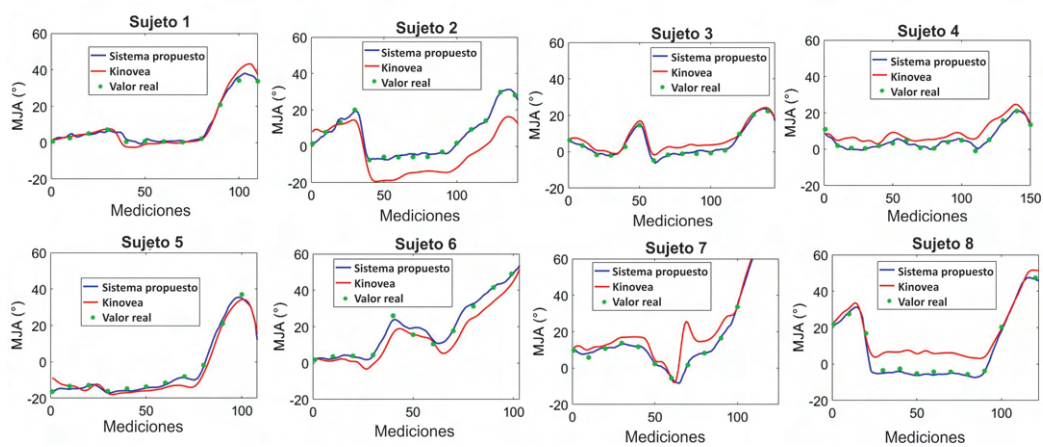 Sujeto 1
60
40
20
0
-20
MJA (°)
Sistema propuesto
Kinovea
Valor real
0
50
100
Mediciones
Sujeto 2
60
40
20
0
-20
MJA (°)
Sistema propuesto
Kinovea
Valor real
0
50
100
Mediciones
Sujeto 3
60
40
20
0
-20
MJA (°)
Sistema propuesto
Kinovea
Valor real
0
50
100
Mediciones
Sujeto 4
60
40
20
0
-20
MJA (°)
Sistema propuesto
Kinovea
Valor real
0
50
100
150
Mediciones
Sujeto 5
60
40
20
0
-20
MJA (°)
Sistema propuesto
Kinovea
Valor real
0
50
100
Mediciones
Sujeto 6
60
40
20
0
-20
MJA (°)
Sistema propuesto
Kinovea
Valor real
0
50
100
Mediciones
Sujeto 7
60
40
20
0
-20
MJA (°)
Sistema propuesto
Kinovea
Valor real
0
50
100
Mediciones
Sujeto 8
60
40
20
0
-20
MJA (°)
Sistema propuesto
Kinovea
Valor real
0
50
100
Mediciones